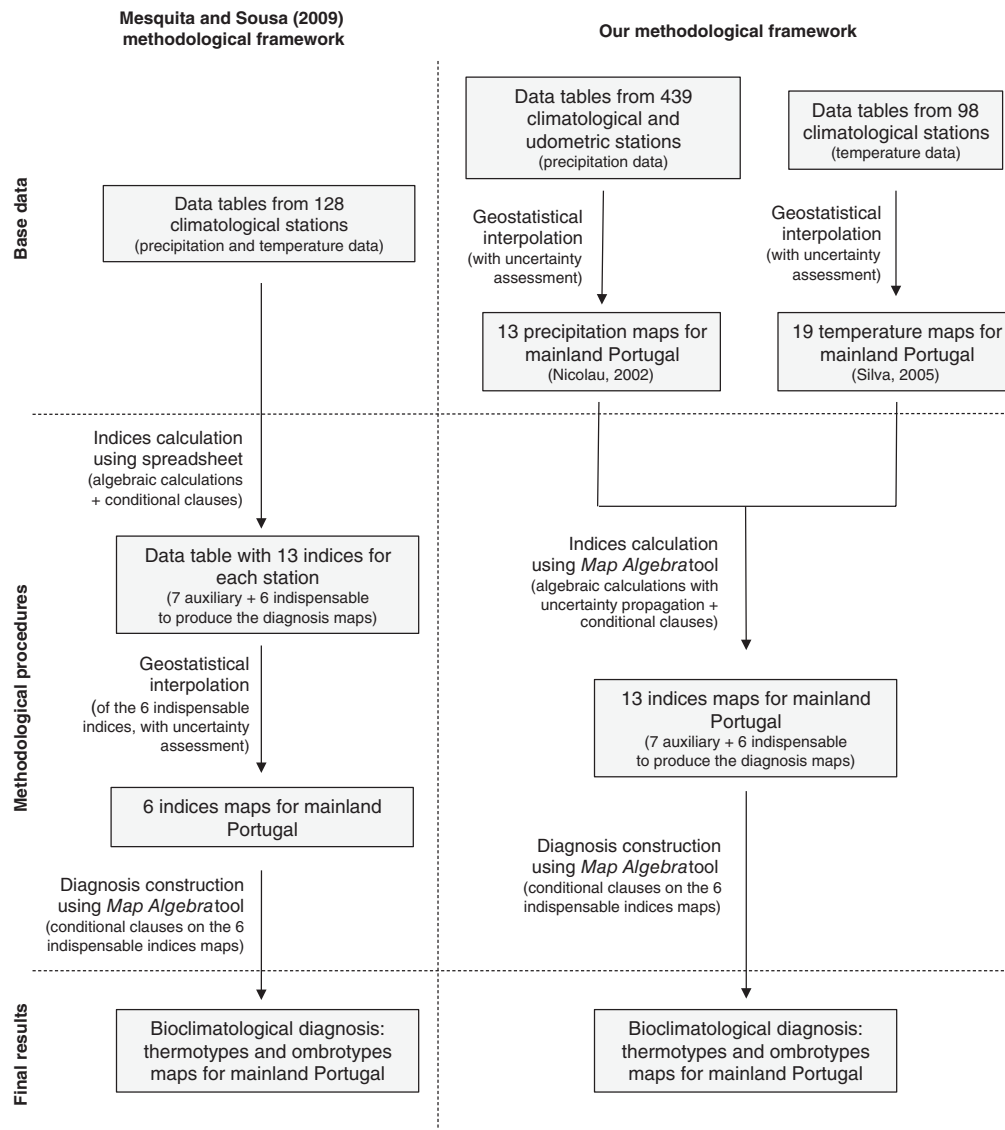 Mesquita and Sousa (2009)
methodological framework
Our methodological framework
Base data
Data tables from 128
climatological stations
(precipitation and temperature data)
Data tables from 439
climatological and
udometric stations
(precipitation data)
Data tables from 98
climatological stations
(temperature data)
Geostatistical
interpolation
(with uncertainty
assessment)
Geostatistical
interpolation
(with uncertainty
assessment)
13 precipitation maps for
mainland Portugal
(Nicolau, 2002)
19 temperature maps for
mainland Portugal
(Silva, 2005)
Methodological procedures
Indices calculation
using spreadsheet
(algebraic calculations
+ conditional clauses)
Data table with 13 indices for
each station
(7 auxiliary + 6 indispensable
to produce the diagnosis maps)
Geostatistical
interpolation
(of the 6 indispensable
indices, with uncertainty
assessment)
6 indices maps for mainland
Portugal
Diagnosis construction
using Map Algebratool
(conditional clauses on the 6
indispensable indices maps)
Indices calculation
using Map Algebratool
(algebraic calculations with
uncertainty propagation +
conditional clauses)
13 indices maps for mainland
Portugal
(7 auxiliary + 6 indispensable
to produce the diagnosis maps)
Diagnosis construction
using Map Algebratool
(conditional clauses on the 6
indispensable indices maps)
Final results
Bioclimatological diagnosis:
thermotypes and ombrotypes
maps for mainland Portugal
Bioclimatological diagnosis:
thermotypes and ombrotypes
maps for mainland Portugal